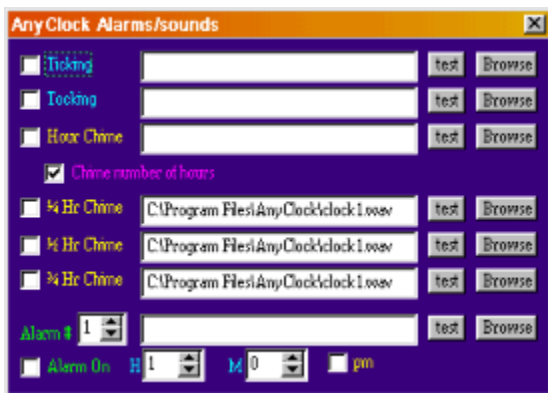 AnyClock Alarms/sounds
Ticking test Browse
Tocking test Browse
Hour Chime test Browse
Chime number of hours
¼ Hr Chime C:\Program Files\AnyClock\clock1.wav test Browse
½ Hr Chime C:\Program Files\AnyClock\clock1.wav test Browse
¾ Hr Chime C:\Program Files\AnyClock\clock1.wav test Browse
Alarm # 1 test Browse
Alarm On H 1 M 0 pm